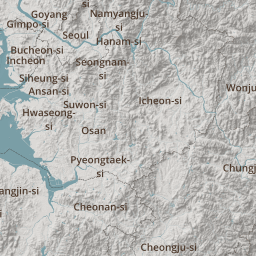 Goyang
Namyangju-
si
Gimpo-si
Seoul
Hanam-si
Bucheon-si
Incheon
Seongnam-
si
Siheung-si
Ansan-si
Wonju
Suwon-si
Icheon-si
Hwaseong-
si
Osan
Pyeongtaek-
si
Chungj
angjin-si
Cheonan-si
Cheongju-si